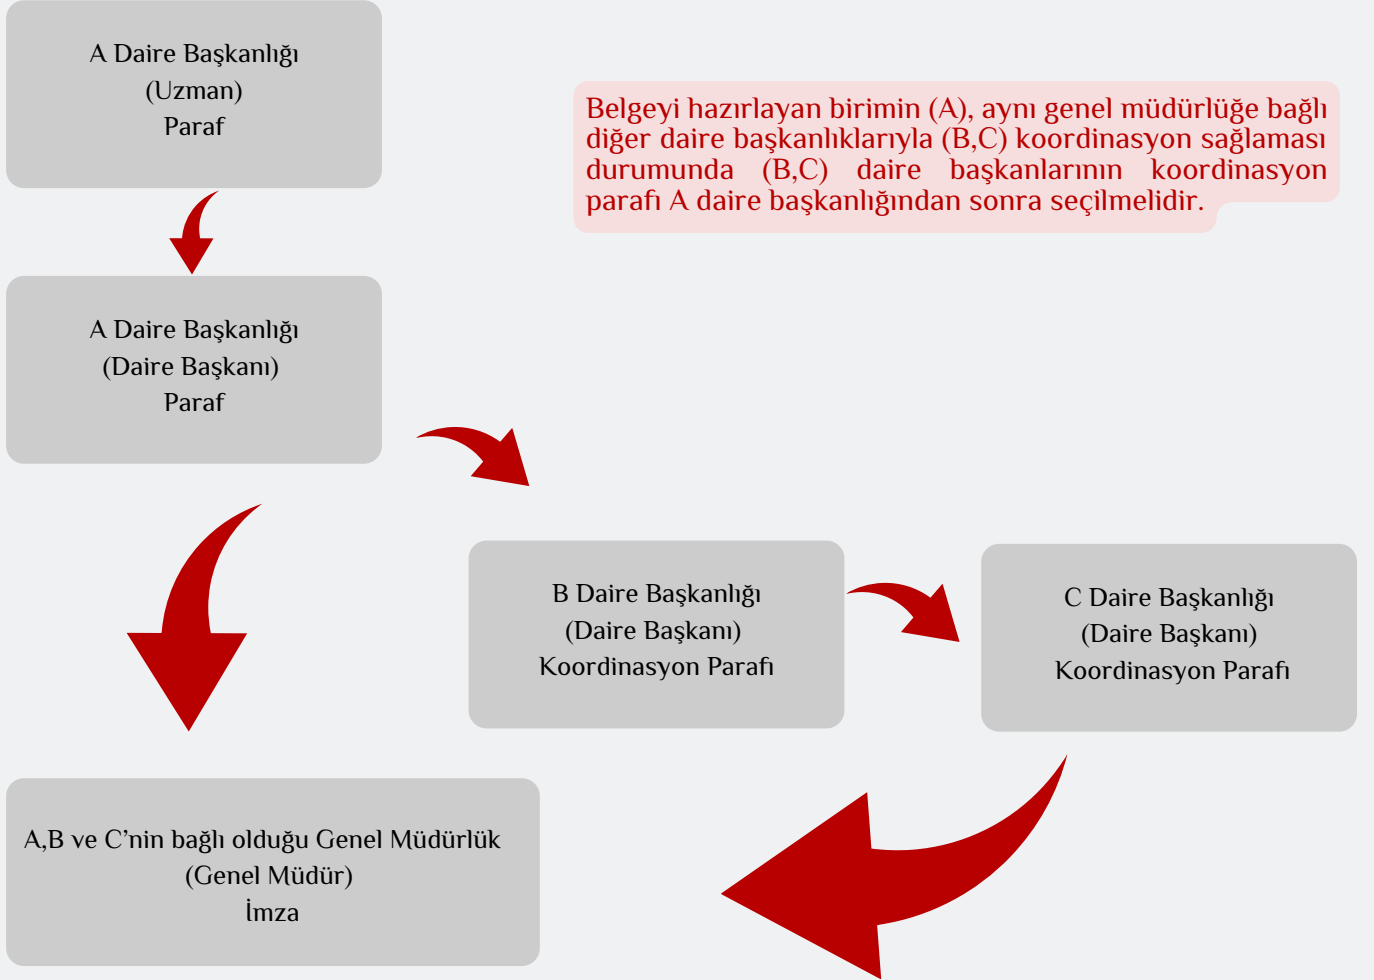 A Daire Başkanlığı
(Uzman)
Paraf
Belgeyi hazırlayan birimin (A), aynı genel müdürlüğe bağlı
diğer daire başkanlıklarıyla (B,C) koordinasyon sağlaması
durumunda (B,C) daire başkanlarının koordinasyon
parafı A daire başkanlığından sonra seçilmelidir.
A Daire Başkanlığı
(Daire Başkanı)
Paraf
B Daire Başkanlığı
(Daire Başkanı)
Koordinasyon Parafı
C Daire Başkanlığı
(Daire Başkanı)
Koordinasyon Parafı
A,B ve C’nin bağlı olduğu Genel Müdürlük
(Genel Müdür)
İmza